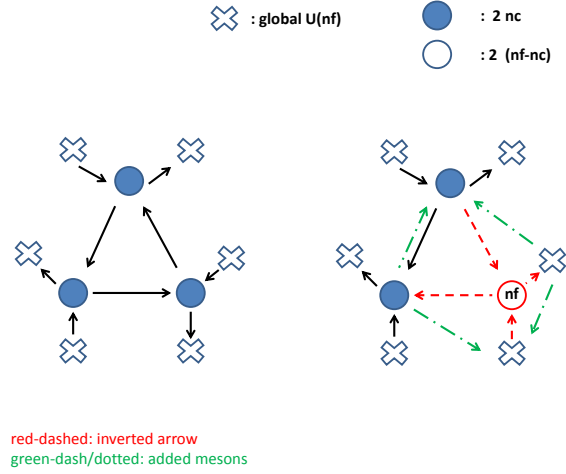 : global U(nf)
: 2 nc
: 2 (nf-nc)
nf
red-dashed: inverted arrow
green-dash/dotted: added mesons